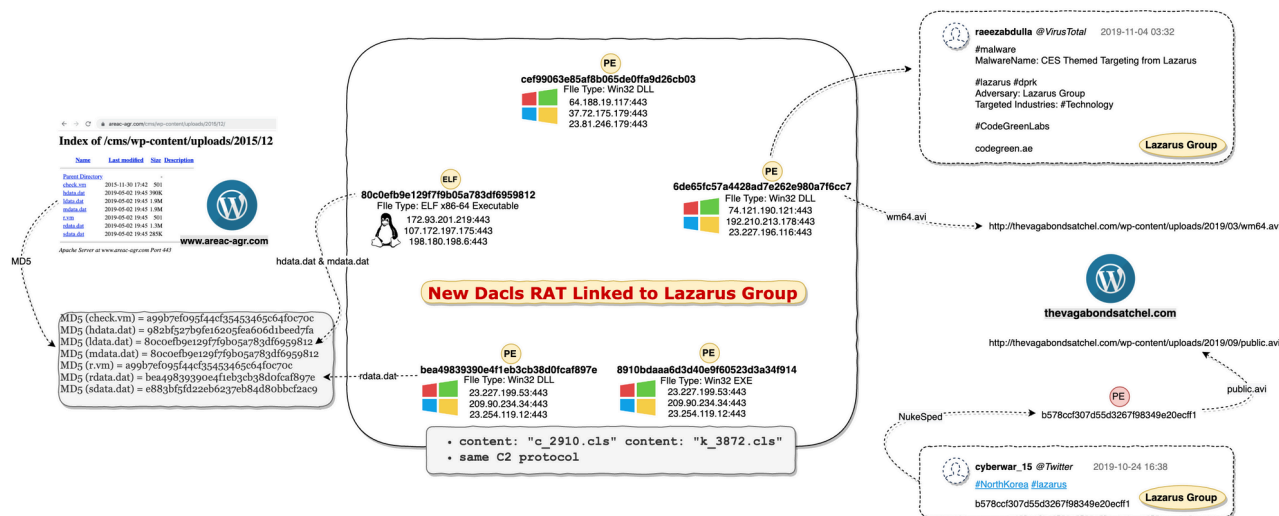 areac-agr.com/cms/wp-content/uploads/2015/12/
Index of /cms/wp-content/uploads/2015/12
Name Last modified Size Description
Parent Directory -
check.vm 2015-11-30 17:42 501
hdata.dat 2019-05-02 19:45 390K
ldata.dat 2019-05-02 19:45 1.9M
mdata.dat 2019-05-02 19:45 1.9M
r.vm 2019-05-02 19:45 501
rdata.dat 2019-05-02 19:45 1.3M
sdata.dat 2019-05-02 19:45 285K
Apache Server at www.areac-agr.com Port 443
www.areac-agr.com
MD5
hdata.dat & mdata.dat
MD5 (check.vm) = a99b7ef095f44cf35453465c64f0c70c
MD5 (hdata.dat) = 982bf527b9fe16205fea606d1beed7fa
MD5 (ldata.dat) = 80c0efb9e129f7f9b05a783df6959812
MD5 (mdata.dat) = 80c0efb9e129f7f9b05a783df6959812
MD5 (r.vm) = a99b7ef095f44cf35453465c64f0c70c
MD5 (rdata.dat) = bea49839390e4f1eb3cb38d0fcaf897e
MD5 (sdata.dat) = e883bf5fd22eb6237eb84d80bbcf2ac9
rdata.dat
PE
cef99063e85af8b065de0ffa9d26cb03
File Type: Win32 DLL
64.188.19.117:443
37.72.175.179:443
23.81.246.179:443
ELF
80c0efb9e129f7f9b05a783df6959812
File Type: ELF x86-64 Executable
172.93.201.219:443
107.172.197.175:443
198.180.198.6:443
PE
6de65fc57a4428ad7e262e980a7f6cc7
File Type: Win32 DLL
74.121.190.121:443
192.210.213.178:443
23.227.196.116:443
New Dacls RAT Linked to Lazarus Group
PE
bea49839390e4f1eb3cb38d0fcaf897e
File Type: Win32 DLL
23.227.199.53:443
209.90.234.34:443
23.254.119.12:443
PE
8910bdaaa6d3d40e9f60523d3a34f914
File Type: Win32 EXE
23.227.199.53:443
209.90.234.34:443
23.254.119.12:443
• content: "c_2910.cls" content: "k_3872.cls"
• same C2 protocol
raeezabdulla @VirusTotal 2019-11-04 03:32
#malware
MalwareName: CES Themed Targeting from Lazarus
#lazarus #dprk
Adversary: Lazarus Group
Targeted Industries: #Technology
#CodeGreenLabs
codegreen.ae
Lazarus Group
wm64.avi
http://thevagabondsatchel.com/wp-content/uploads/2019/03/wm64.avi
thevagabondsatchel.com
http://thevagabondsatchel.com/wp-content/uploads/2019/09/public.avi
public.avi
PE
NukeSped
b578ccf307d55d3267f98349e20ecff1
cyberwar_15 @Twitter 2019-10-24 16:38
#NorthKorea #lazarus
b578ccf307d55d3267f98349e20ecff1
Lazarus Group